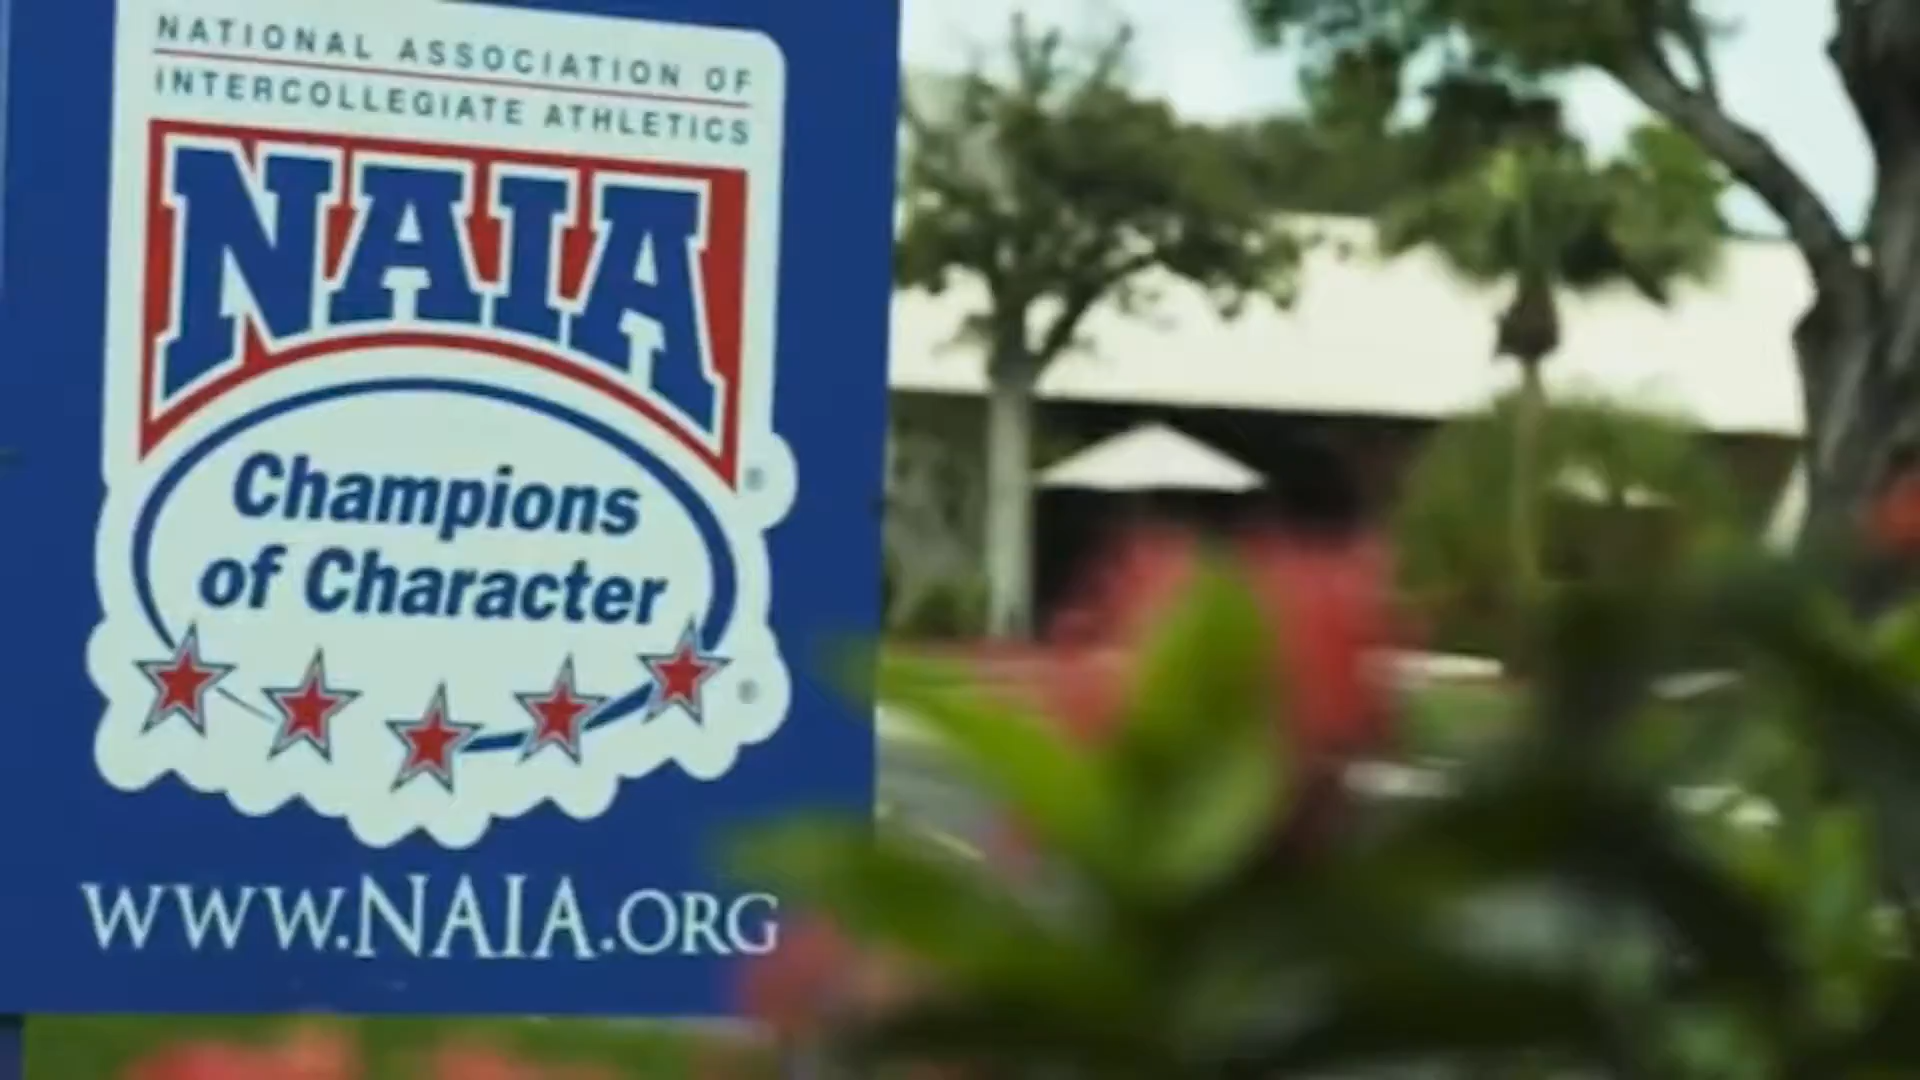 NATIONAL ASSOCIATION OF
INTERCOLLEGIATE ATHLETICS
NAIA
®
Champions
of Character
®
WWW.NAIA.ORG